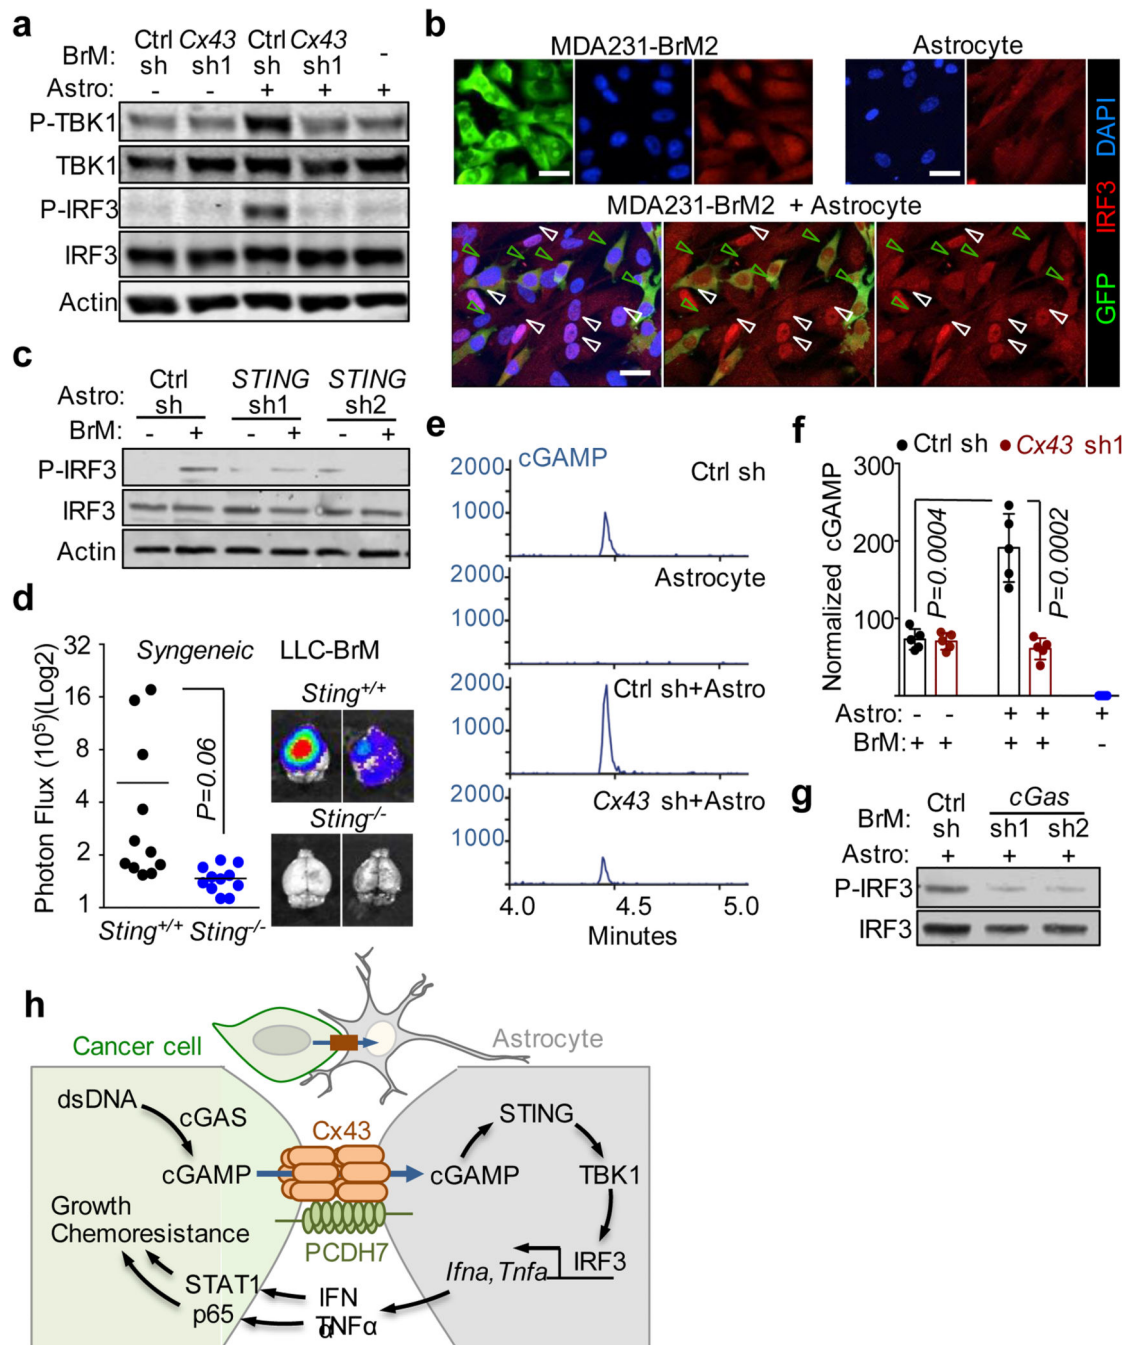 a
BrM:
Ctrl Cx43 Ctrl Cx43 -
sh sh1 sh sh1
Astro: - - + + +
P-TBK1
TBK1
P-IRF3
IRF3
Actin
b
MDA231-BrM2
Astrocyte
MDA231-BrM2 + Astrocyte
GFP IRF3 DAPI
c
Astro:
Ctrl STING STING
sh sh1 sh2
BrM: - + - + - +
P-IRF3
IRF3
Actin
d
Photon Flux (10⁵)(Log2)
32
16
8
4
2
1
Syngeneic LLC-BrM
P=0.06
Sting+/+ Sting-/-
Sting+/+
Sting-/-
e
cGAMP
2000
1000
Ctrl sh
2000
1000
Astrocyte
2000
1000
Ctrl sh+Astro
2000
1000
Cx43 sh+Astro
4.0 4.5 5.0
Minutes
f
Ctrl sh Cx43 sh1
Normalized cGAMP
300
200
100
P=0.0004
P=0.0002
Astro: - - + + +
BrM: + + + + -
g
BrM:
Ctrl cGas
sh sh1 sh2
Astro: + + +
P-IRF3
IRF3
h
Cancer cell
Astrocyte
dsDNA
cGAS
cGAMP
Cx43
PCDH7
cGAMP
STING
TBK1
IRF3
Ifna, Tnfa
IFN
α
TNFα
STAT1
p65
Growth
Chemoresistance